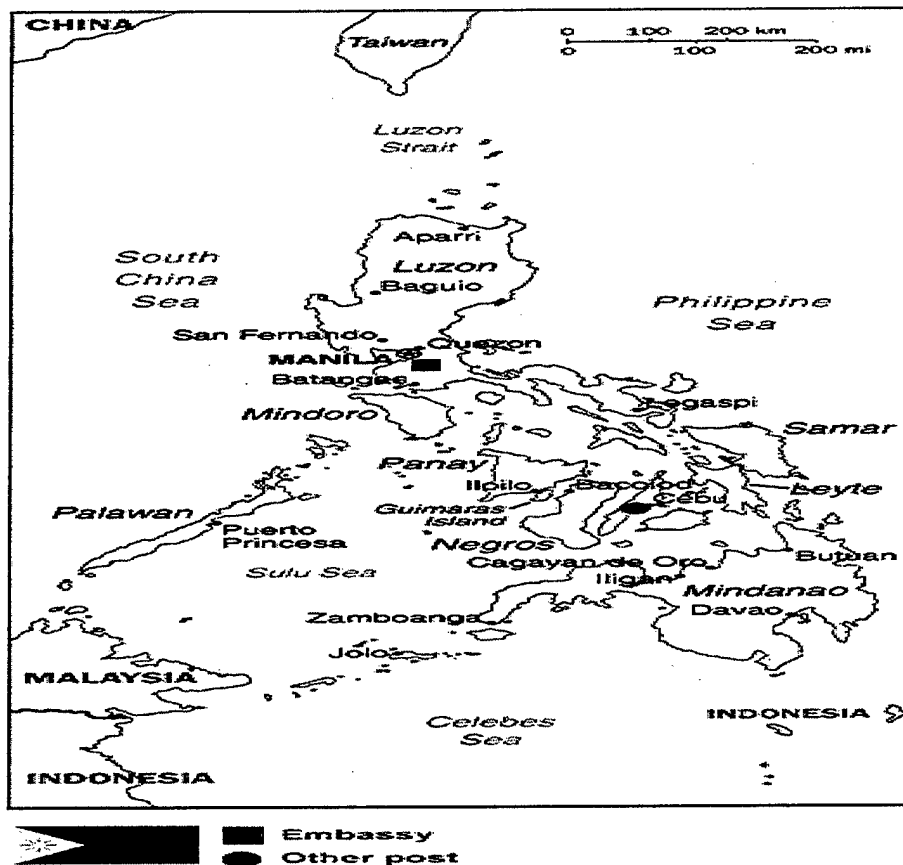 CHINA
Taiwan
0 100 200 km
0 100 200 mi
Luzon
Strait
Aparri
South
China
Sea
Luzon
Baguio
Philippine
Sea
San Fernando
Quezon
MANILA
Batangas
Mindoro
Legaspi
Samar
Panay
Iloilo
Bacolod
Cebu
Leyte
Guimaras
Island
Palawan
Puerto
Princesa
Negros
Sulu Sea
Cagayan de Oro
Butuan
Iligan
Mindanao
Zamboanga
Davao
Jolo
MALAYSIA
Celebes
Sea
INDONESIA
INDONESIA
Embassy
Other post